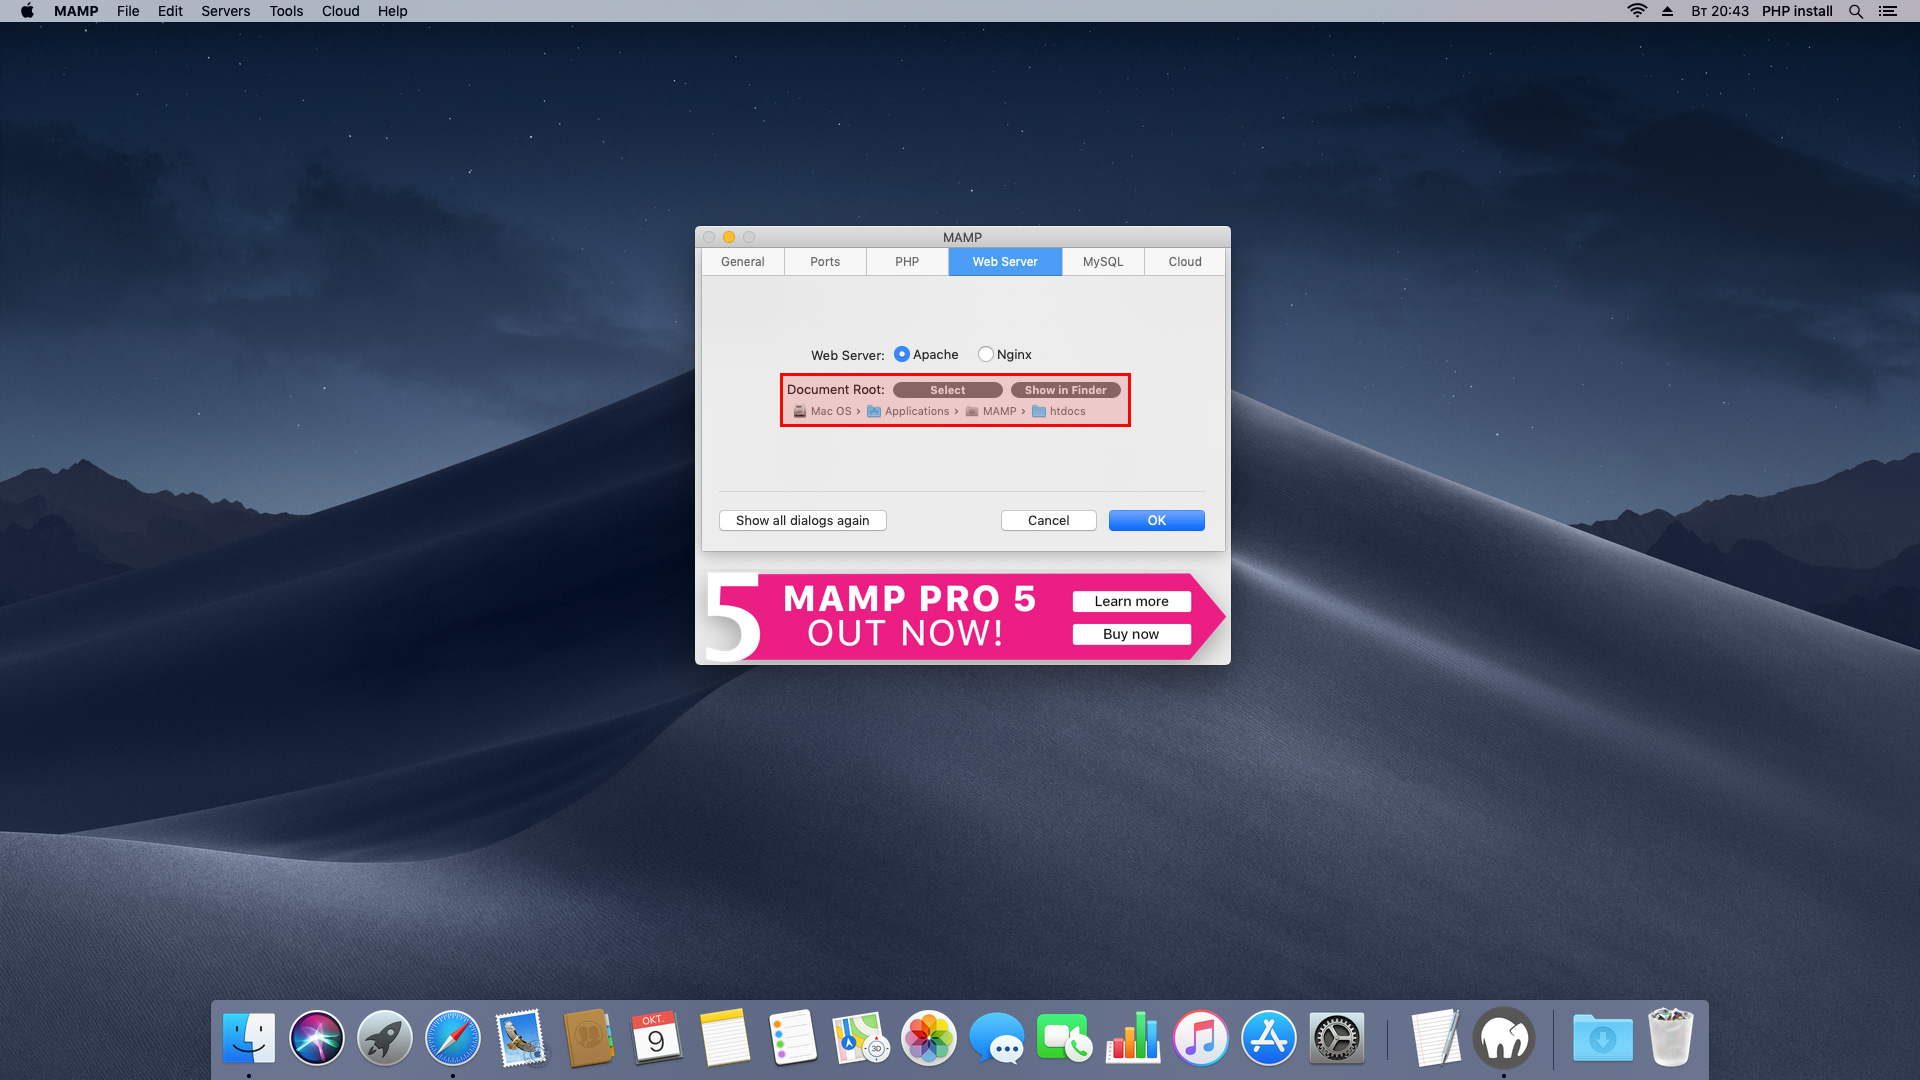 MAMP File Edit Servers Tools Cloud Help Вт 20:43 PHP install
MAMP
General Ports PHP Web Server MySQL Cloud
Web Server: Apache Nginx
Document Root: Select Show in Finder
Mac OS › Applications › MAMP › htdocs
Show all dialogs again Cancel OK
5 MAMP PRO 5
OUT NOW!
Learn more
Buy now
ОКТ.
9
3D